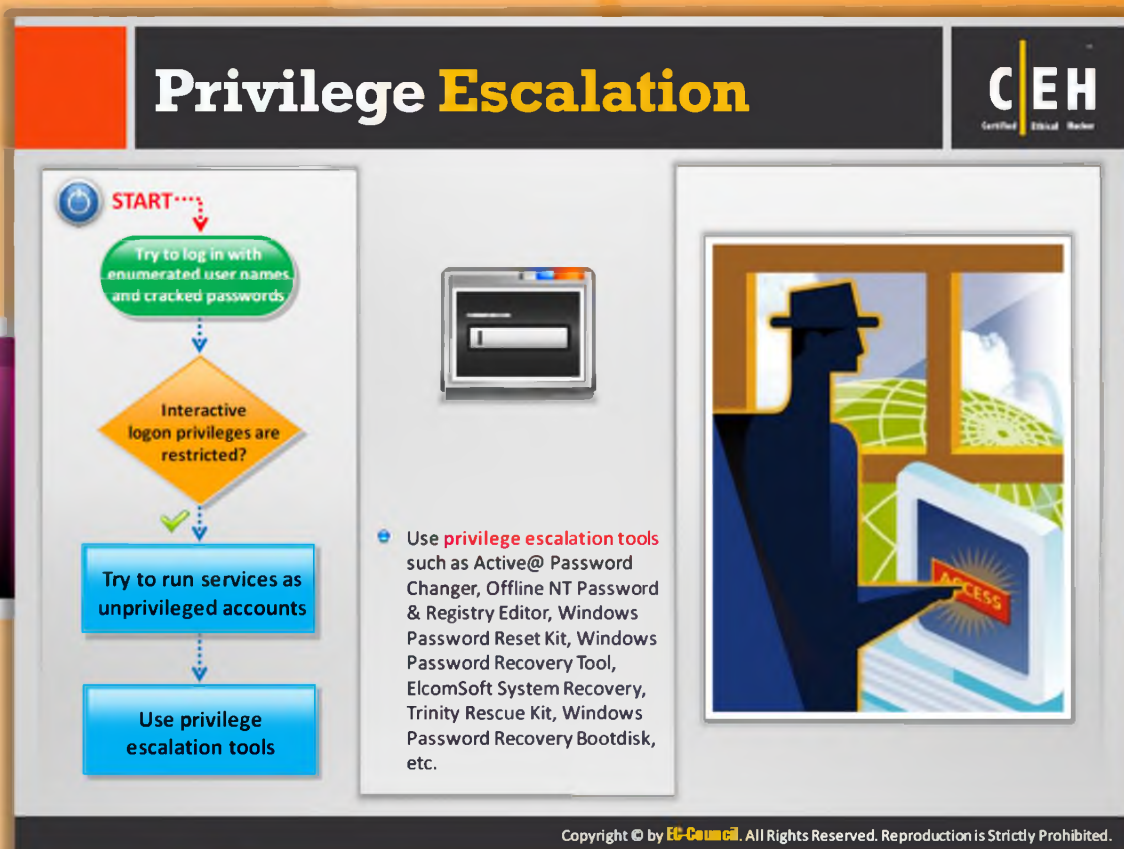 Privilege Escalation
C|EH
Certified Ethical Hacker
START
Try to log in with
enumerated user names
and cracked passwords
Interactive
logon privileges are
restricted?
Try to run services as
unprivileged accounts
Use privilege
escalation tools
Use privilege escalation tools
such as Active@ Password
Changer, Offline NT Password
& Registry Editor, Windows
Password Reset Kit, Windows
Password Recovery Tool,
ElcomSoft System Recovery,
Trinity Rescue Kit, Windows
Password Recovery Bootdisk,
etc.
ACCESS
Copyright © by EC-Council. All Rights Reserved. Reproduction is Strictly Prohibited.